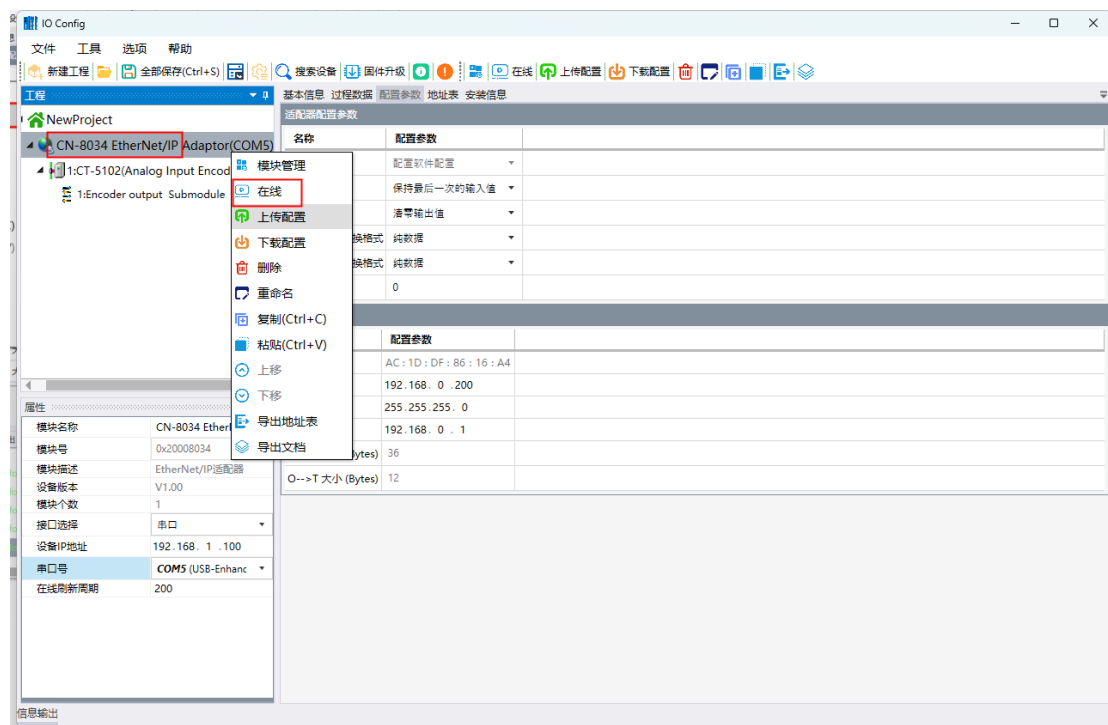 IO Config
文件 工具 选项 帮助
新建工程 全部保存(Ctrl+S) 搜索设备 固件升级 在线 上传配置 下载配置
工程
基本信息 过程数据 配置参数 地址表 安装信息
NewProject
CN-8034 EtherNet/IP Adaptor(COM5)
1:CT-5102(Analog Input Encod
1:Encoder output Submodule
模块管理
在线
上传配置
下载配置
删除
重命名
复制(Ctrl+C)
粘贴(Ctrl+V)
上移
下移
导出地址表
导出文档
适配器配置参数
名称 配置参数
配置软件配置
保持最后一次的输入值
清零输出值
换格式 纯数据
换格式 纯数据
0
配置参数
AC : 1D : DF : 86 : 16 : A4
192.168. 0 .200
255.255.255. 0
192.168. 0 . 1
Bytes) 36
O-->T 大小 (Bytes) 12
属性
模块名称 CN-8034 Ether
模块号 0x20008034
模块描述 EtherNet/IP适配器
设备版本 V1.00
模块个数 1
接口选择 串口
设备IP地址 192.168. 1 .100
串口号 COM5 (USB-Enhanc
在线刷新周期 200
信息输出